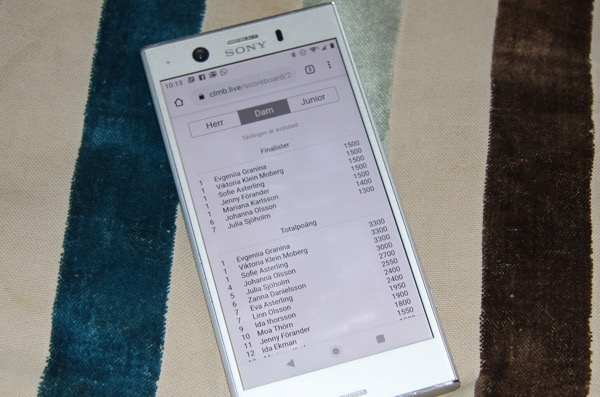 SONY
10:13
clmb.live/scoreboard/2
3
Herr Dam Junior
Tävlingen är avslutad.
Finalister
1 Evgeniia Granina 1500
1 Viktoria Klein Moberg 1500
1 Sofie Asterling 1500
1 Jenny Förander 1500
1 Mariana Karlsson 1500
6 Johanna Olsson 1400
7 Julia Sjöholm 1300
Totalpoäng
1 Evgeniia Granina 3300
1 Viktoria Klein Moberg 3300
1 Sofie Asterling 3300
4 Johanna Olsson 3000
5 Julia Sjöholm 2700
6 Zanna Danielsson 2550
7 Eva Asterling 2400
7 Linn Olsson 2400
9 Ida thorsson 1950
10 Moa Thörn 1900
11 Jenny Förander 1800
12 Ida Ekman 1550